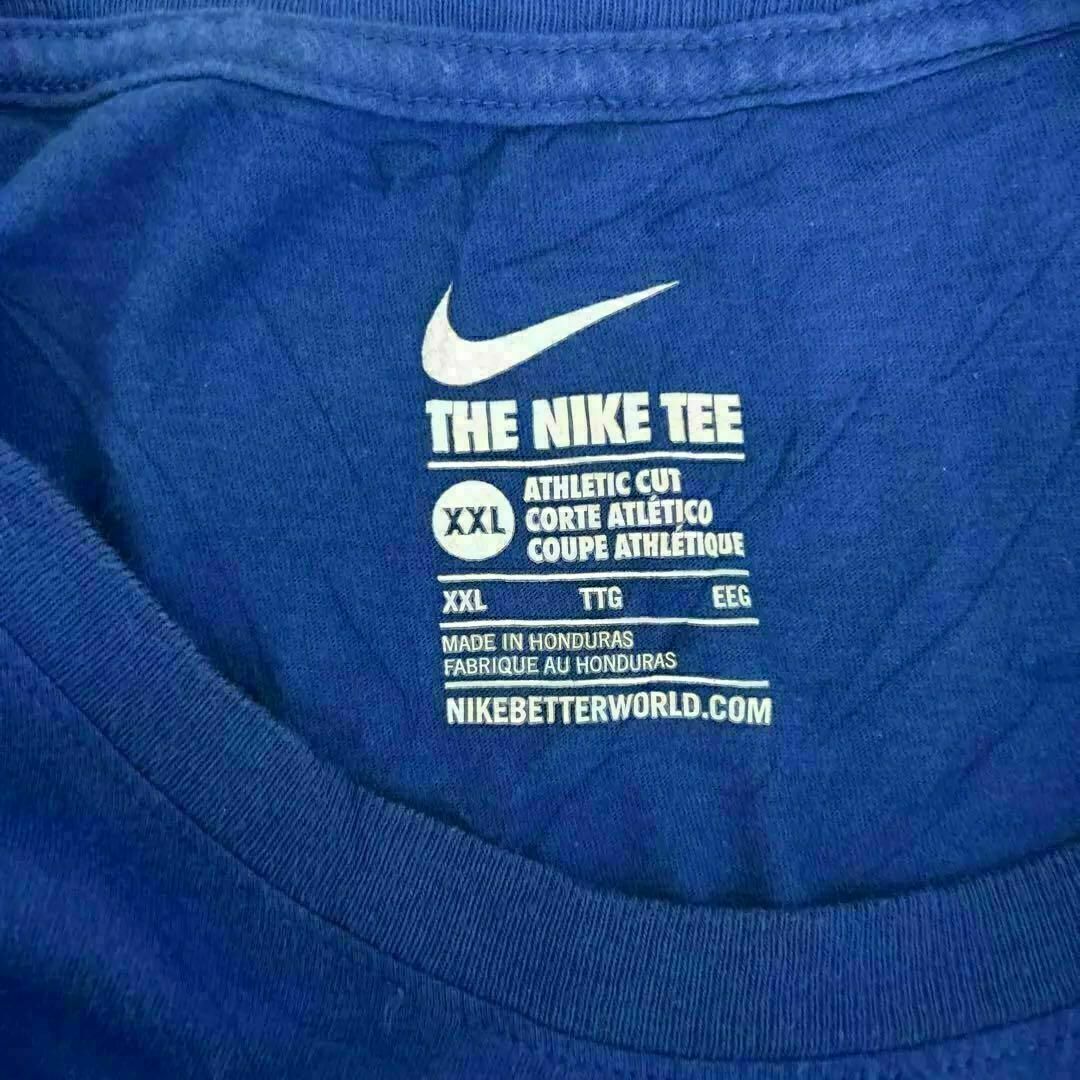 THE NIKE TEE
XXL
ATHLETIC CUT
CORTE ATLÉTICO
COUPE ATHLÉTIQUE
XXL TTG EEG
MADE IN HONDURAS
FABRIQUE AU HONDURAS
NIKEBETTERWORLD.COM